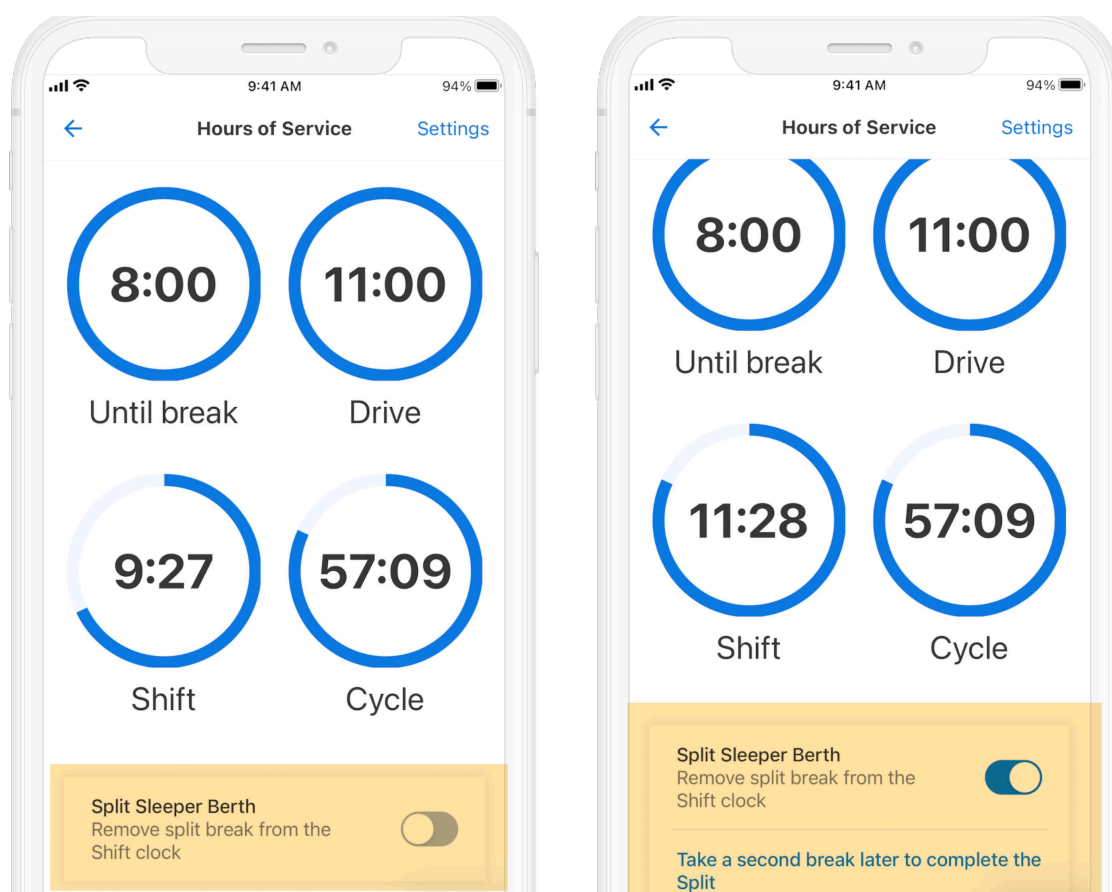 9:41 AM
94%
Hours of Service
Settings
8:00
11:00
Until break
Drive
9:27
57:09
Shift
Cycle
Split Sleeper Berth
Remove split break from the
Shift clock
9:41 AM
94%
Hours of Service
Settings
8:00
11:00
Until break
Drive
11:28
57:09
Shift
Cycle
Split Sleeper Berth
Remove split break from the
Shift clock
Take a second break later to complete the
Split